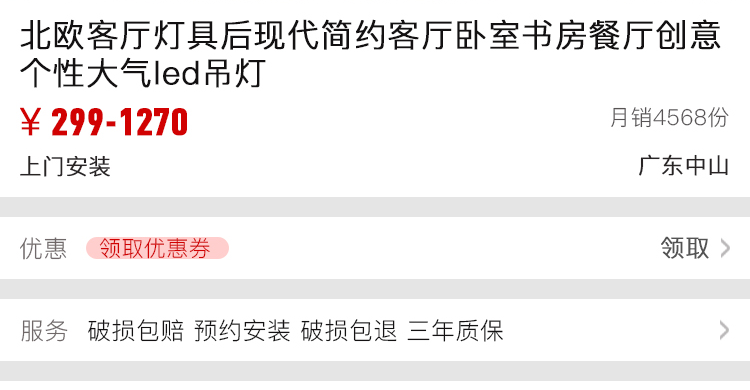 北欧客厅灯具后现代简约客厅卧室书房餐厅创意
个性大气led吊灯
¥ 299-1270 月销4568份
上门安装 广东中山
优惠 领取优惠券 领取 >
服务 破损包赔 预约安装 破损包退 三年质保 >